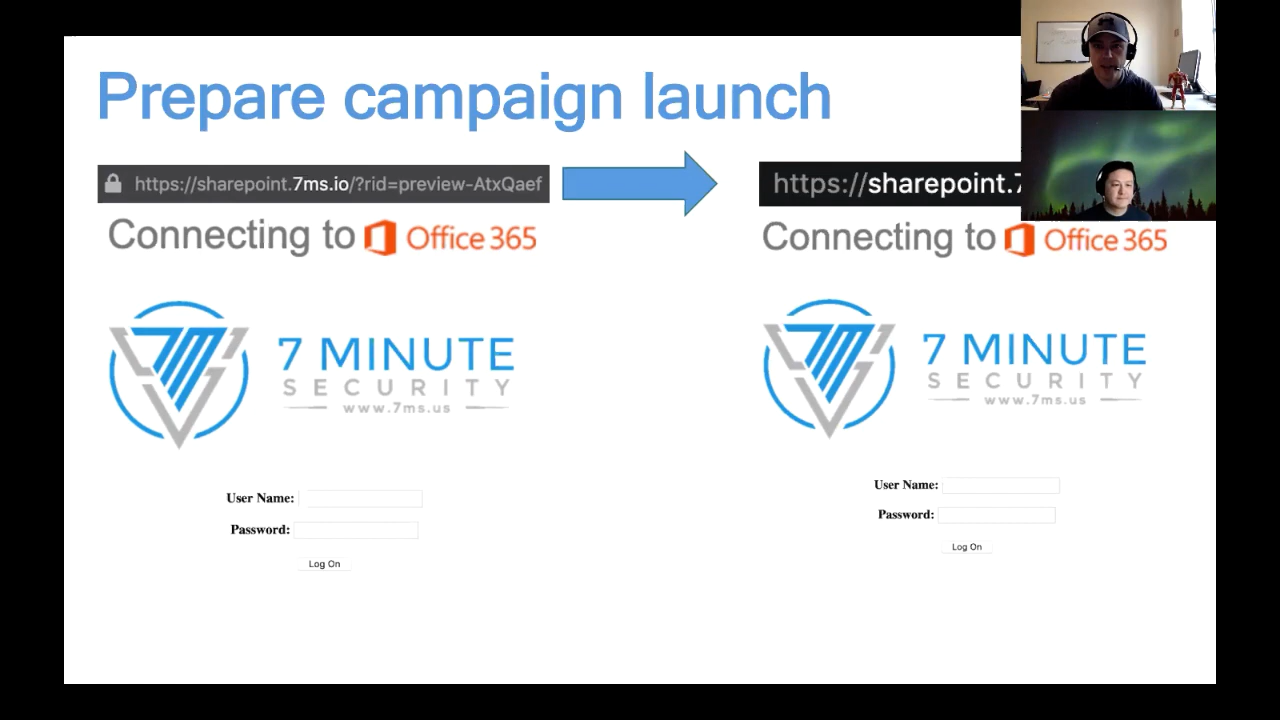 Prepare campaign launch
https://sharepoint.7ms.io/?rid=preview-AtxQaef
Connecting to Office 365
7 MINUTE
SECURITY
www.7ms.us
User Name:
Password:
Log On
https://sharepoint.7
Connecting to Office 365
7 MINUTE
SECURITY
www.7ms.us
User Name:
Password:
Log On